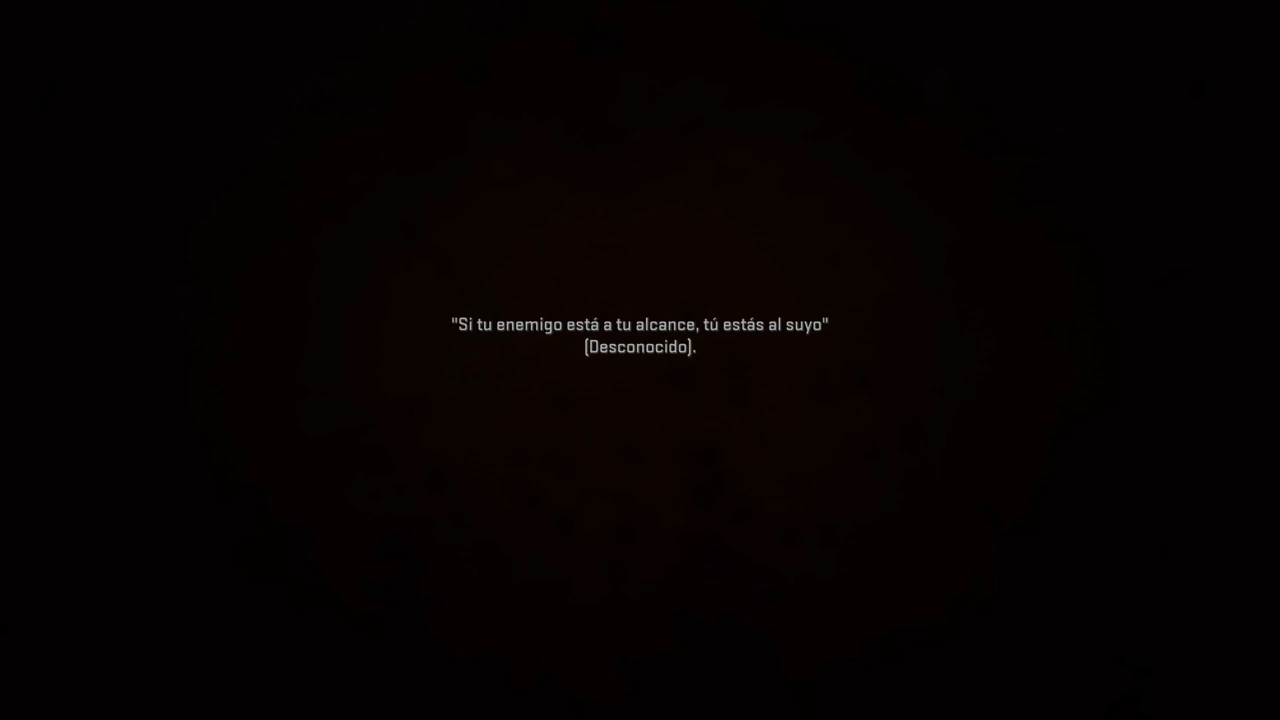 "Si tu enemigo está a tu alcance, tú estás al suyo"
(Desconocido).